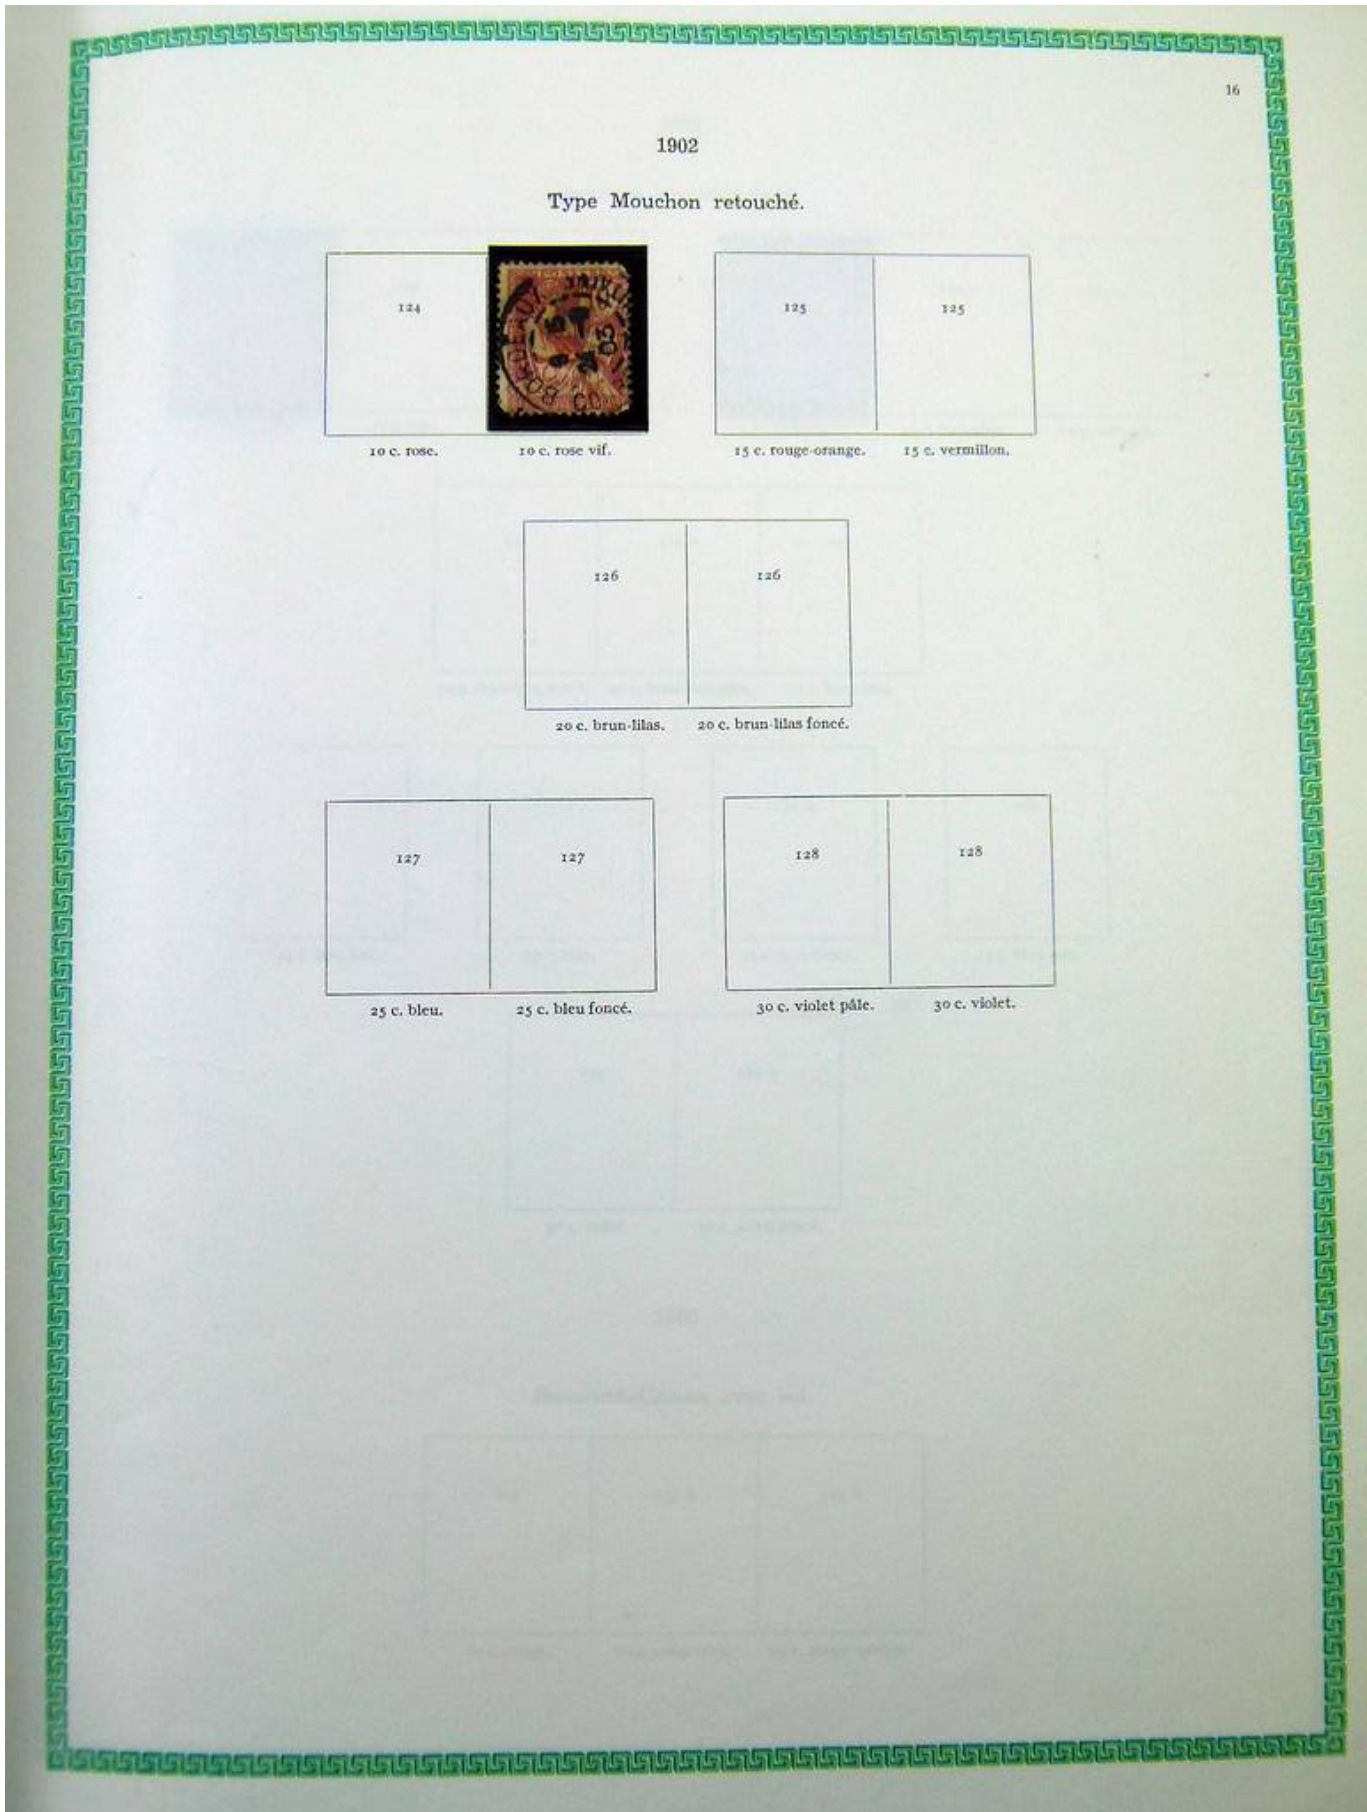 16
1902
Type Mouchon retouché.
124
125 125
BORDEAUX
03
10 c. rose. 10 c. rose vif. 15 c. rouge-orange. 15 c. vermillon.
126 126
20 c. brun-lilas. 20 c. brun-lilas foncé.
127 127 128 128
25 c. bleu. 25 c. bleu foncé. 30 c. violet pâle. 30 c. violet.